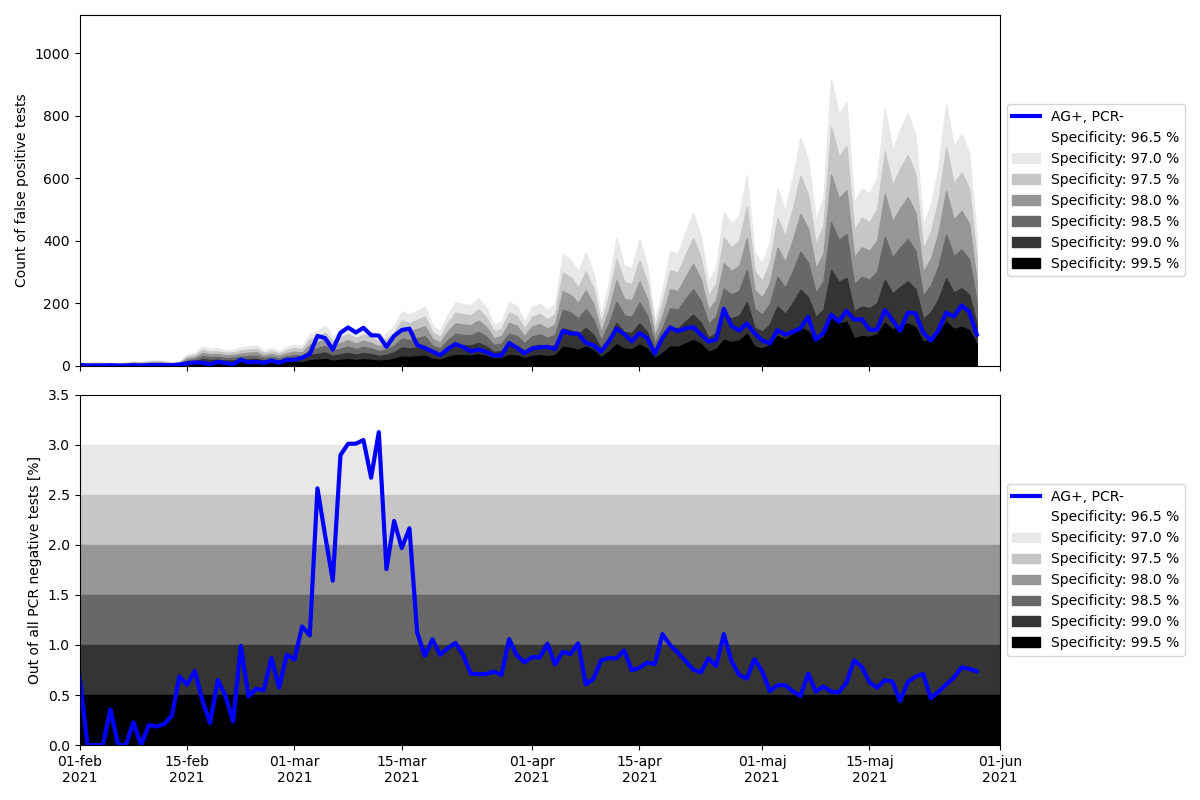 Count of false positive tests
1000
800
600
400
200
0
AG+, PCR-
Specificity: 96.5 %
Specificity: 97.0 %
Specificity: 97.5 %
Specificity: 98.0 %
Specificity: 98.5 %
Specificity: 99.0 %
Specificity: 99.5 %
Out of all PCR negative tests [%]
3.5
3.0
2.5
2.0
1.5
1.0
0.5
0.0
AG+, PCR-
Specificity: 96.5 %
Specificity: 97.0 %
Specificity: 97.5 %
Specificity: 98.0 %
Specificity: 98.5 %
Specificity: 99.0 %
Specificity: 99.5 %
01-feb 15-feb 01-mar 15-mar 01-apr 15-apr 01-maj 15-maj 01-jun
2021 2021 2021 2021 2021 2021 2021 2021 2021